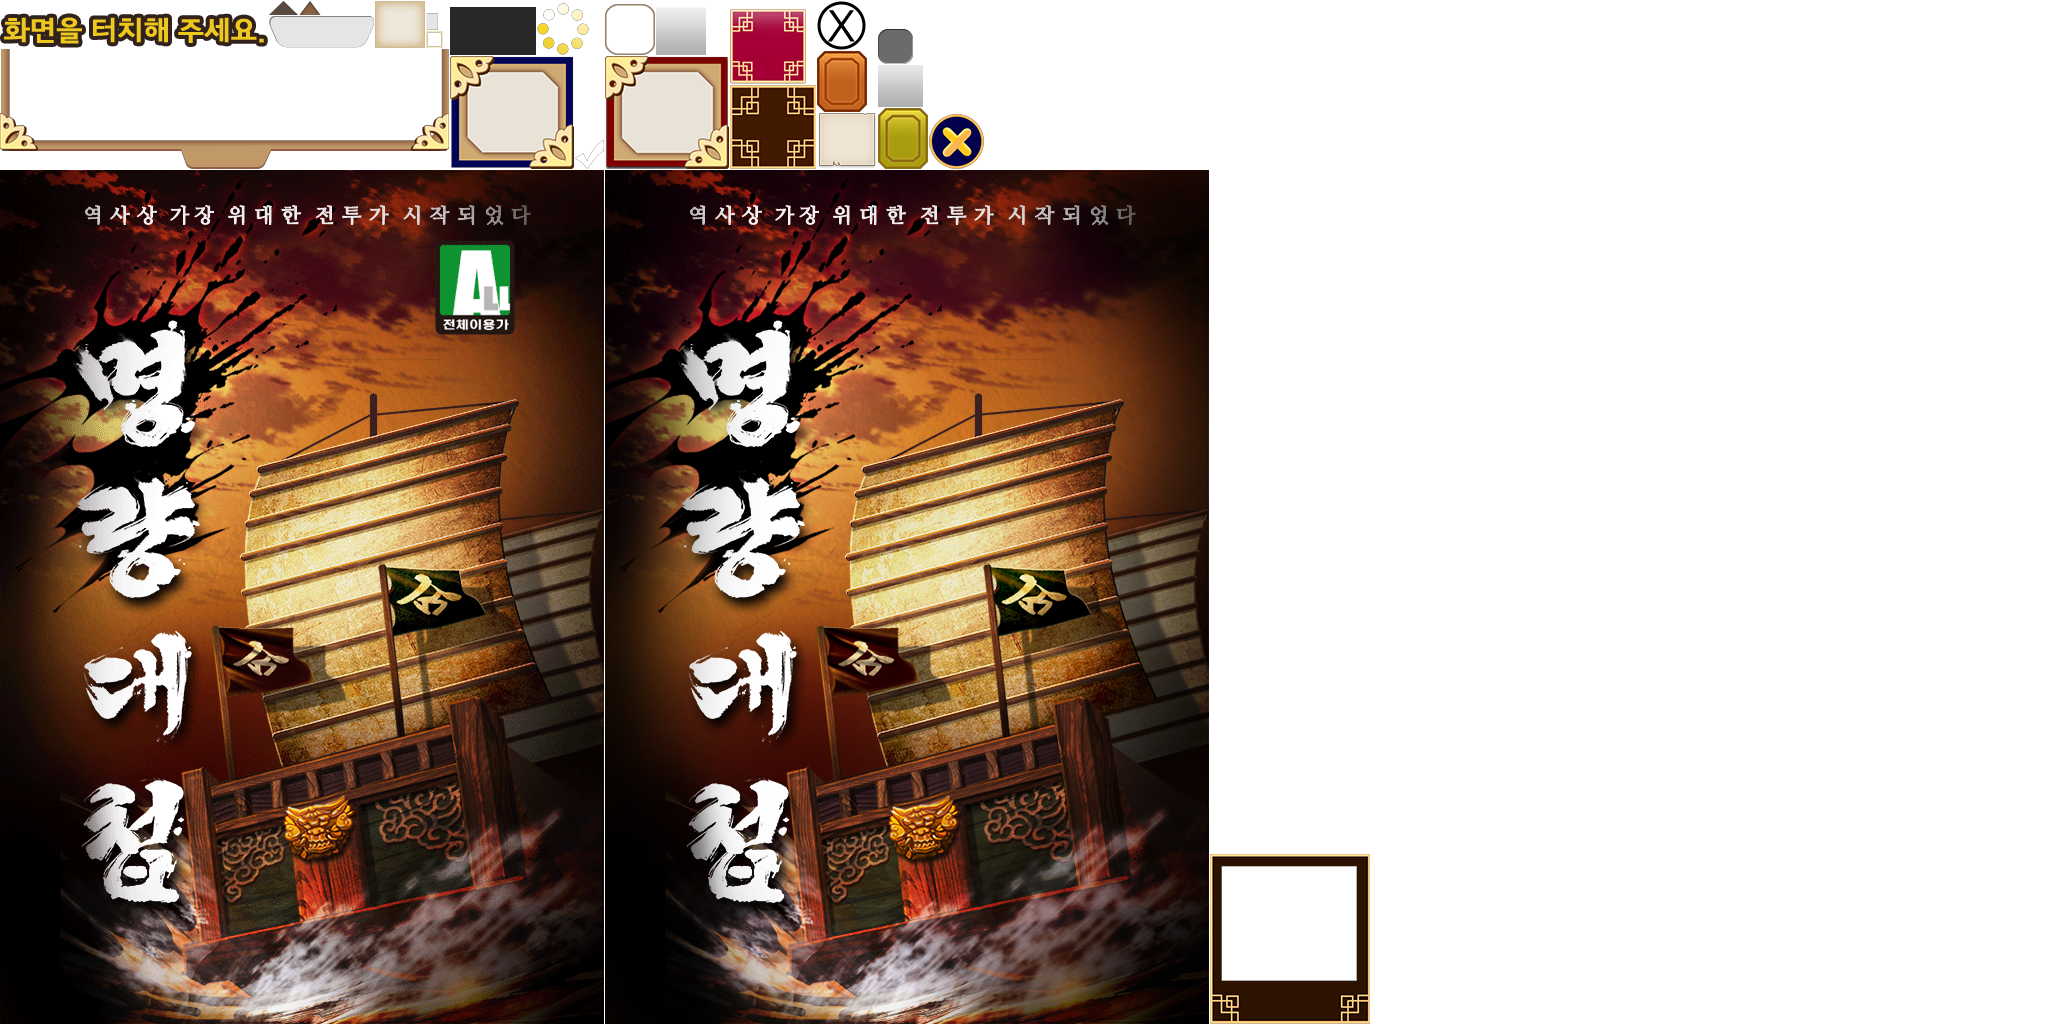 화면을 터치해 주세요.
X
역사상 가장 위대한 전투가 시작되었다
ALL
전체이용가
명
량
대
첩
역사상 가장 위대한 전투가 시작되었다
명
량
대
첩